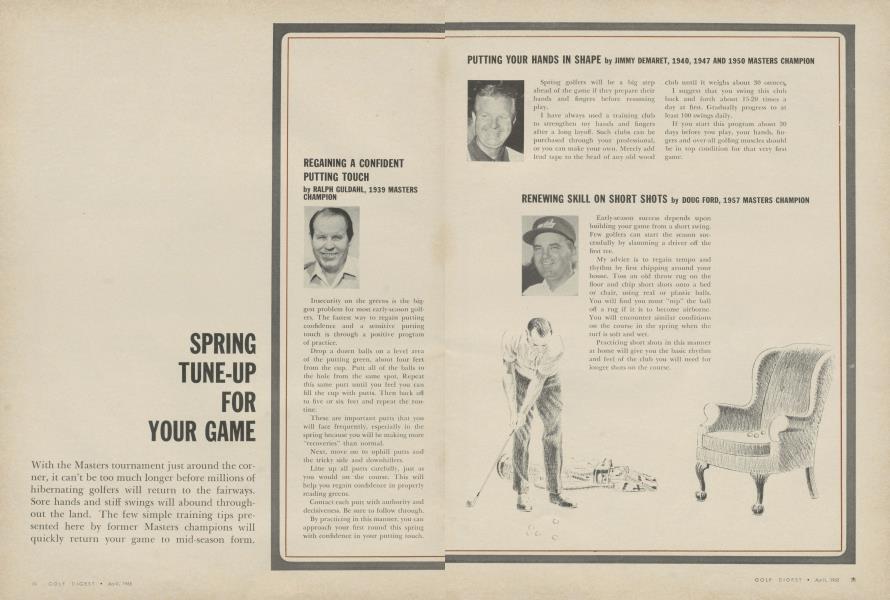 SPRING
TUNE-UP
FOR
YOUR GAME
With the Masters tournament just around the cor-
ner, it can't be too much longer before millions of
hibernating golfers will return to the fairways.
Sore hands and stiff swings will abound through-
out the land. The few simple training tips pre-
sented here by former Masters champions will
quickly return your game to mid-season form.
GOLF DIGEST • April, 1968
REGAINING A CONFIDENT
PUTTING TOUCH
by RALPH GULDAHL, 1939 MASTERS
CHAMPION
Insecurity on the greens is the big-
gest problem for most early-season golf-
ers. The fastest way to regain putting
confidence and a sensitive putting
touch is through a positive program
of practice.
Drop a dozen balls on a level area
of the putting green, about four feet
from the cup. Putt all of the balls to
the hole from the same spot. Repeat
this same putt until you feel you can
fill the cup with putts. Then back off
to five or six feet and repeat the rou-
tine.
These are important putts that you
will face frequently, especially in the
spring because you will be making more
"recoveries" than normal.
Next, move on to uphill putts and
the tricky side and downhillers.
Line up all putts carefully, just as
you would on the course. This will
help you regain confidence in properly
reading greens.
Contact each putt with authority and
decisiveness. Be sure to follow through.
By practicing in this manner, you can
approach your first round this spring
with confidence in your putting touch.
PUTTING YOUR HANDS IN SHAPE by JIMMY DEMARET, 1940, 1947 AND 1950 MASTERS CHAMPION
Spring golfers will be a big step
ahead of the game if they prepare their
hands and fingers before resuming
play.
I have always used a training club
to strengthen my hands and fingers
after a long layoff. Such clubs can be
purchased through your professional,
or you can make your own. Merely add
lead tape to the head of any old wood
club until it weighs about 30 ounces.
I suggest that you swing this club
back and forth about 15-20 times a
day at first. Gradually progress to at
least 100 swings daily.
If you start this program about 30
days before you play, your hands, fin-
gers and over-all golfing muscles should
be in top condition for that very first
game.
RENEWING SKILL ON SHORT SHOTS by DOUG FORD, 1957 MASTERS CHAMPION
Early-season success depends upon
building your game from a short swing.
Few golfers can start the season suc-
cessfully by slamming a driver off the
first tee.
My advice is to regain tempo and
rhythm by first chipping around your
house. Toss an old throw rug on the
floor and chip short shots onto a bed
or chair, using real or plastic balls.
You will find you must "nip" the ball
off a rug if it is to become airborne.
You will encounter similar conditions
on the course in the spring when the
turf is soft and wet.
Practicing short shots in this manner
at home will give you the basic rhythm
and feel of the club you will need for
longer shots on the course.
GOLF DIGEST • April, 1968